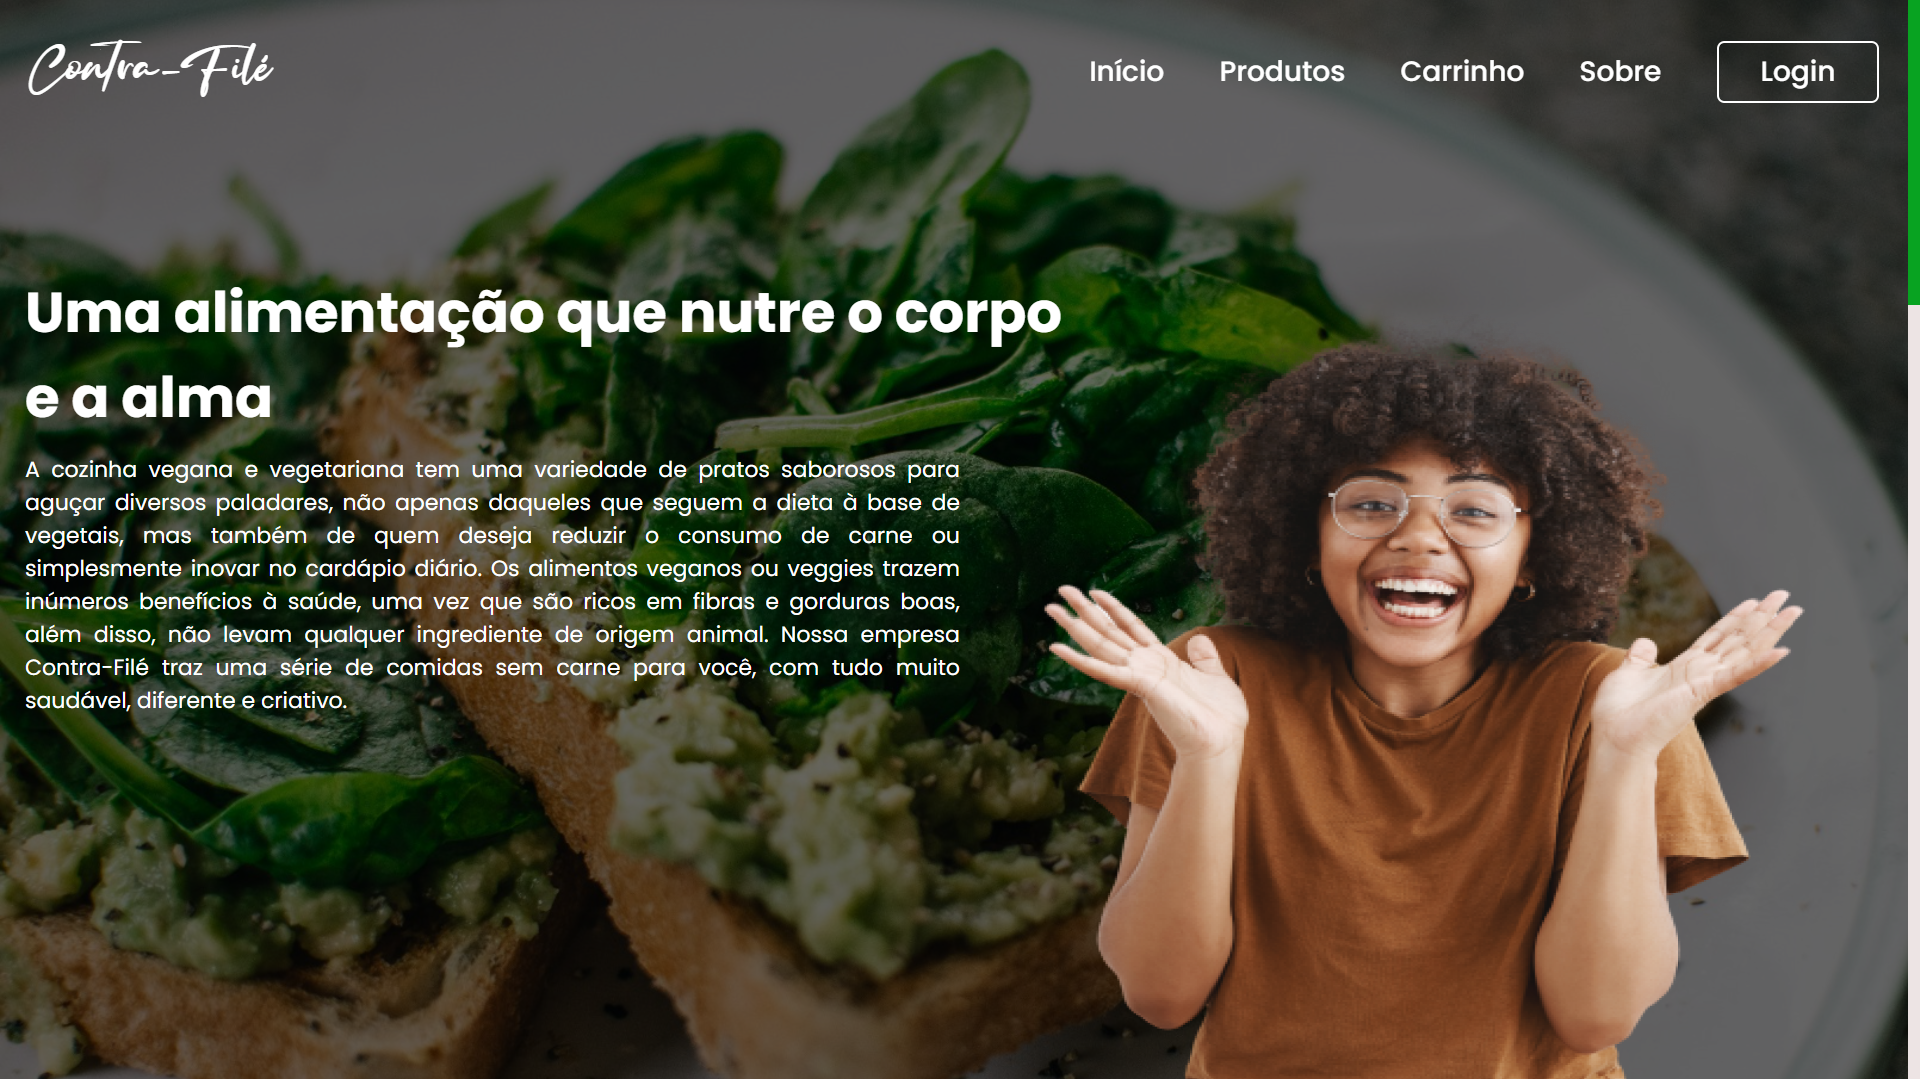 Contra-Filé
Início
Produtos
Carrinho
Sobre
Login
Uma alimentação que nutre o corpo
e a alma
A cozinha vegana e vegetariana tem uma variedade de pratos saborosos para
aguçar diversos paladares, não apenas daqueles que seguem a dieta à base de
vegetais, mas também de quem deseja reduzir o consumo de carne ou
simplesmente inovar no cardápio diário. Os alimentos veganos ou veggies trazem
inúmeros benefícios à saúde, uma vez que são ricos em fibras e gorduras boas,
além disso, não levam qualquer ingrediente de origem animal. Nossa empresa
Contra-Filé traz uma série de comidas sem carne para você, com tudo muito
saudável, diferente e criativo.